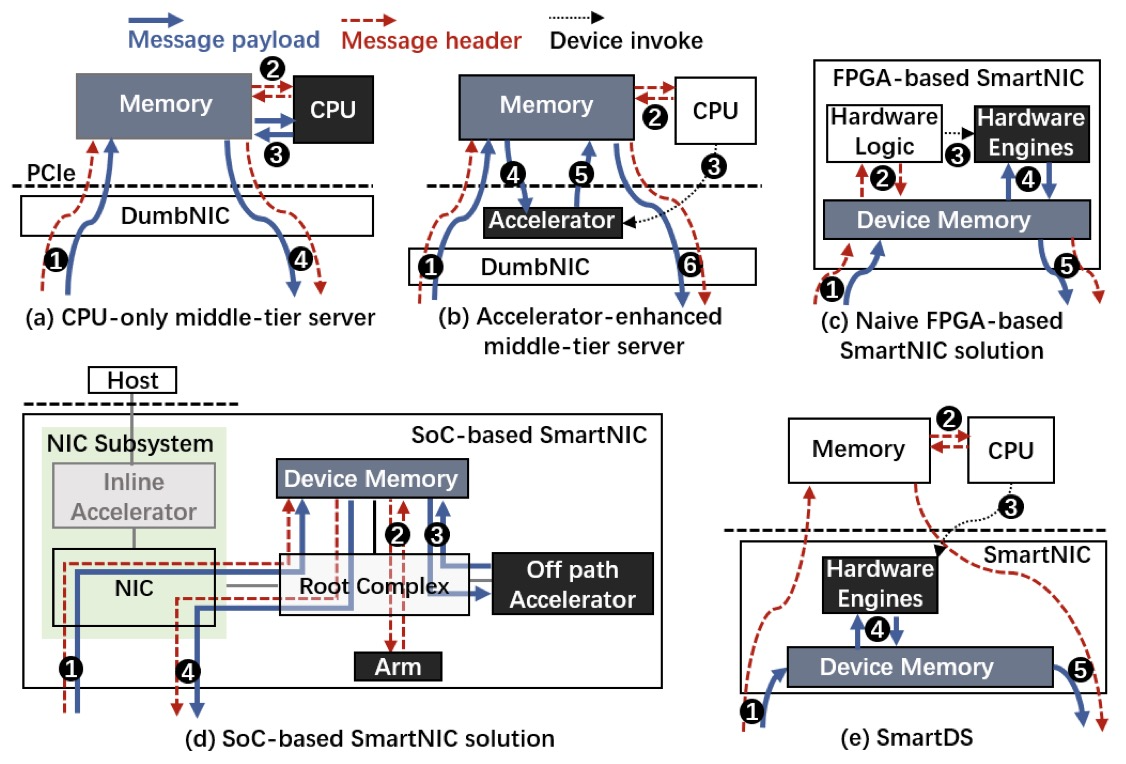 Message payload
Message header
Device invoke
Memory
2
CPU
3
PCIe
DumbNIC
1
4
(a) CPU-only middle-tier server
Memory
2
CPU
3
4
5
Accelerator
DumbNIC
1
6
(b) Accelerator-enhanced
middle-tier server
FPGA-based SmartNIC
Hardware
Logic
3
Hardware
Engines
2
4
Device Memory
1
5
(c) Naive FPGA-based
SmartNIC solution
Host
NIC Subsystem
SoC-based SmartNIC
Inline
Accelerator
Device Memory
2
3
NIC
Root Complex
Off path
Accelerator
Arm
1
4
(d) SoC-based SmartNIC solution
Memory
2
CPU
3
SmartNIC
Hardware
Engines
4
Device Memory
1
5
(e) SmartDS